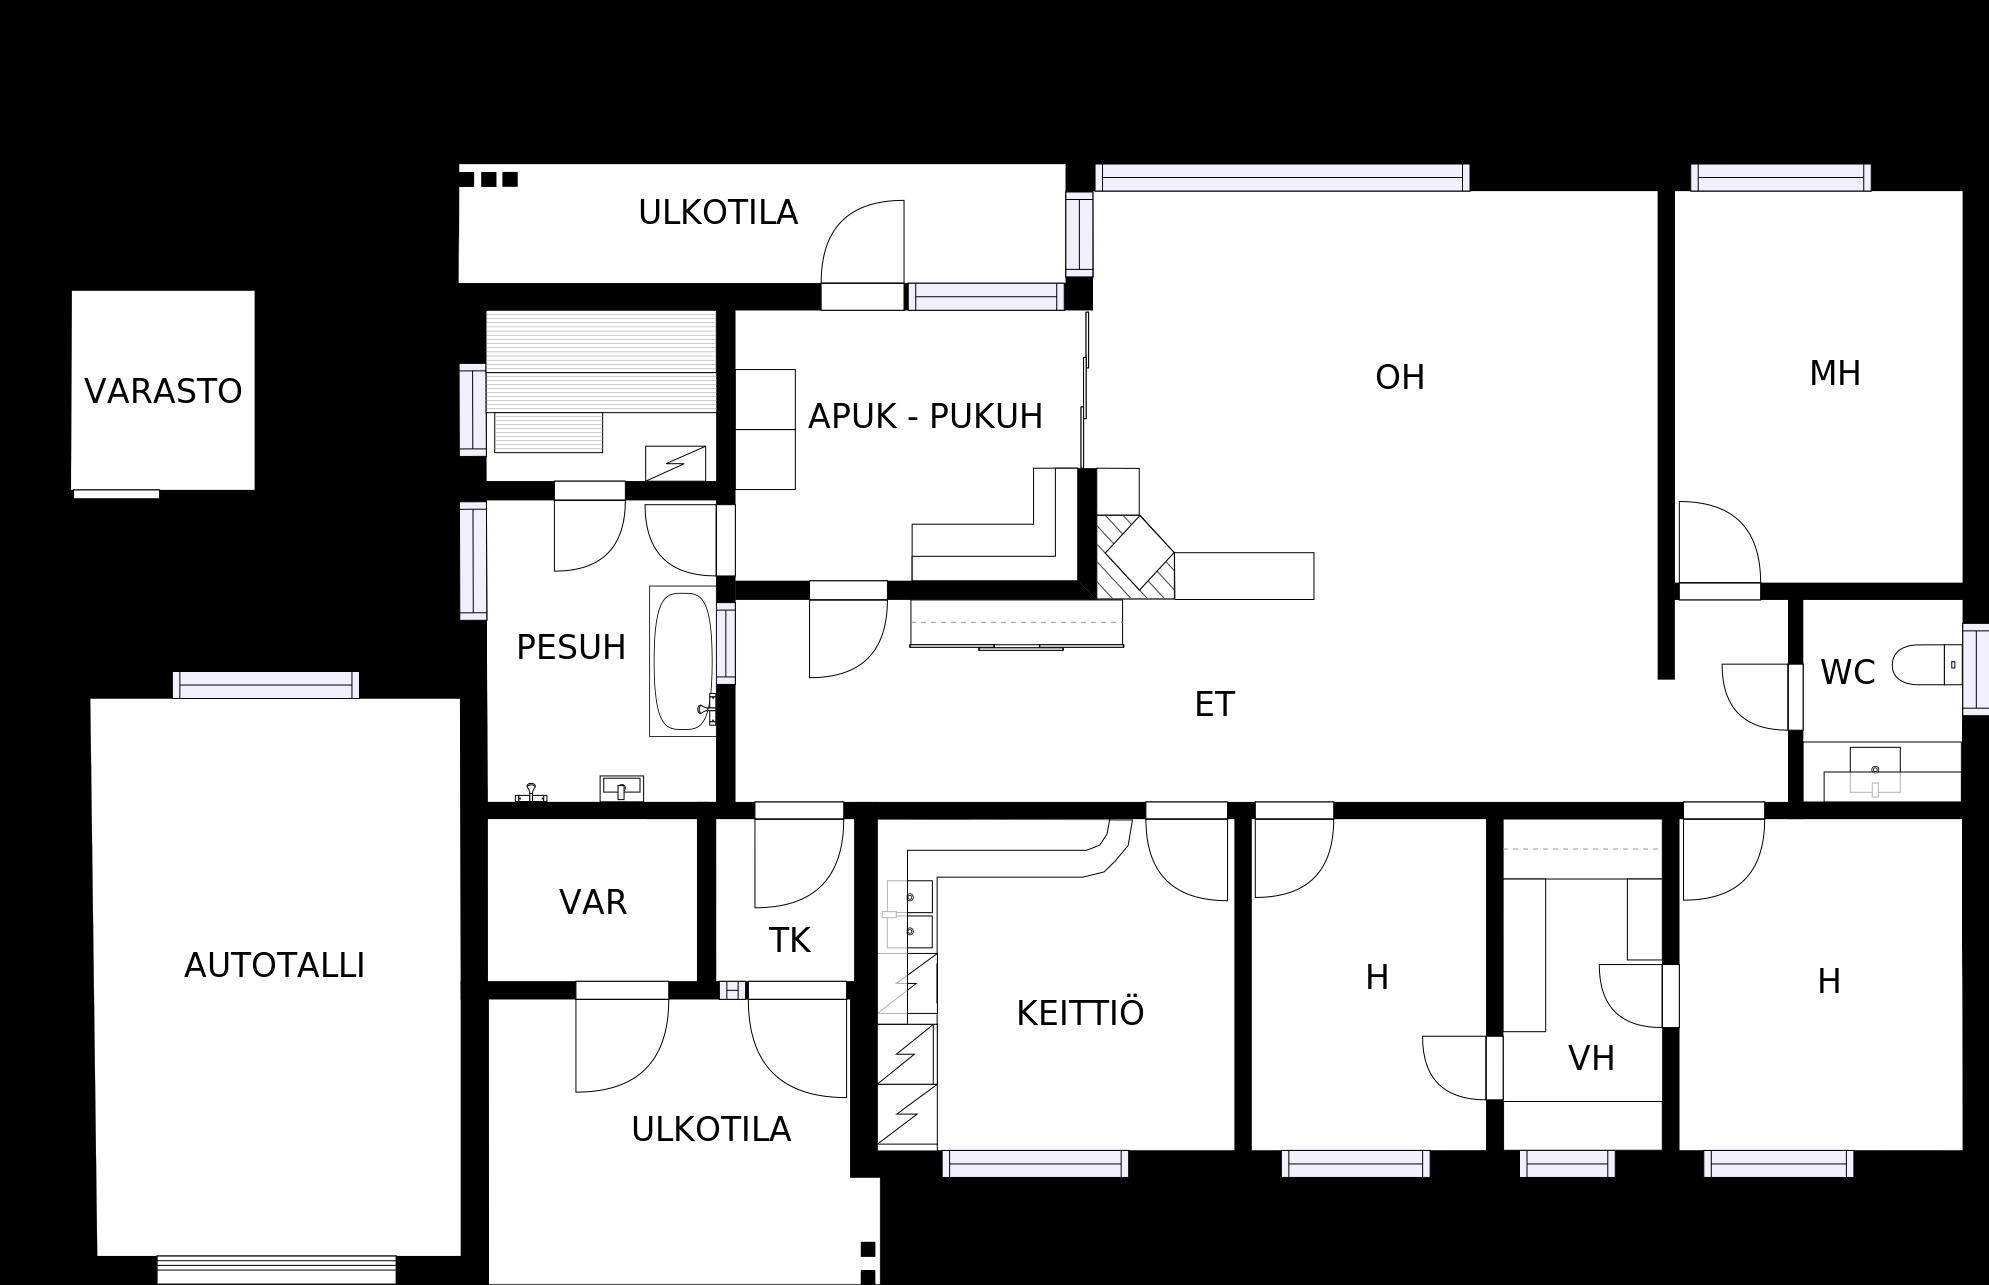 ULKOTILA
OH
MH
VARASTO
APUK - PUKUH
PESUH
WC
ET
VAR
TK
AUTOTALLI
KEITTIÖ
H
VH
H
ULKOTILA